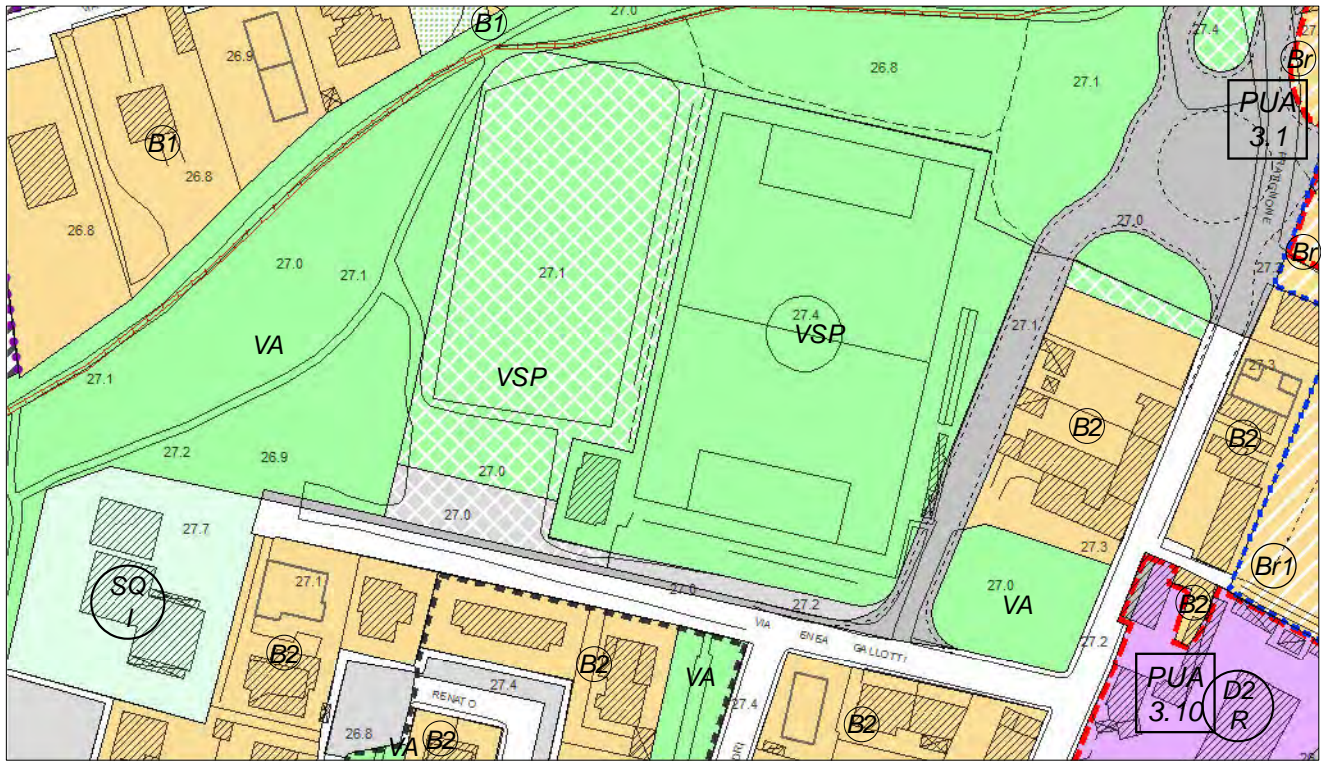 27.0
B1
27.4
26.9
26.8
27.1
Br
PUA
3.1
B1
26.8
PRATIGNONE
26.8
27.0
27.0
27.1
27.1
Br
27.4
VSP
27.1
VA
27.3
VSP
27.1
B2
B2
27.2
26.9
27.0
27.7
27.0
27.3
Br1
SQ
I
27.1
27.0
VA
27.0
27.2
B2
VIA ENEA GALLOTTI
27.2
B2
B2
VA
27.4
PUA
3.10
D2
R
RENATO
27.4
B2
26.8
VA
B2
DRI